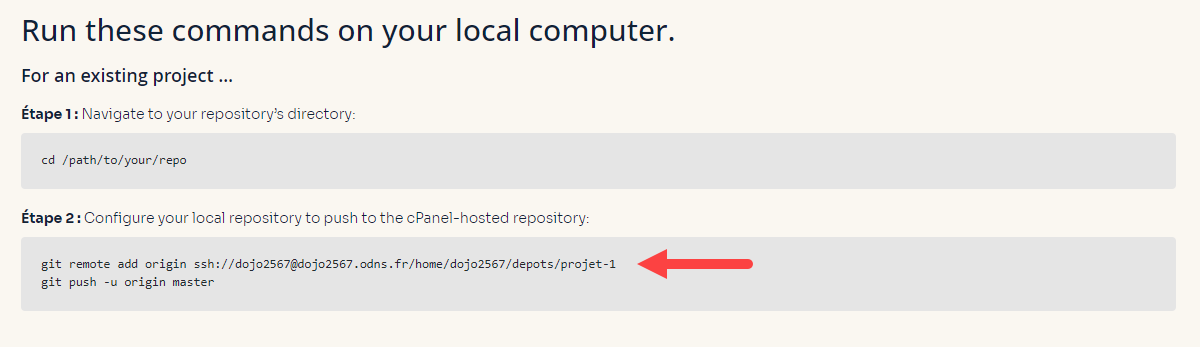 Run these commands on your local computer.
For an existing project ...
Étape 1 : Navigate to your repository’s directory:
cd /path/to/your/repo
Étape 2 : Configure your local repository to push to the cPanel-hosted repository:
git remote add origin ssh://dojo2567@dojo2567.odns.fr/home/dojo2567/depots/projet-1
git push -u origin master